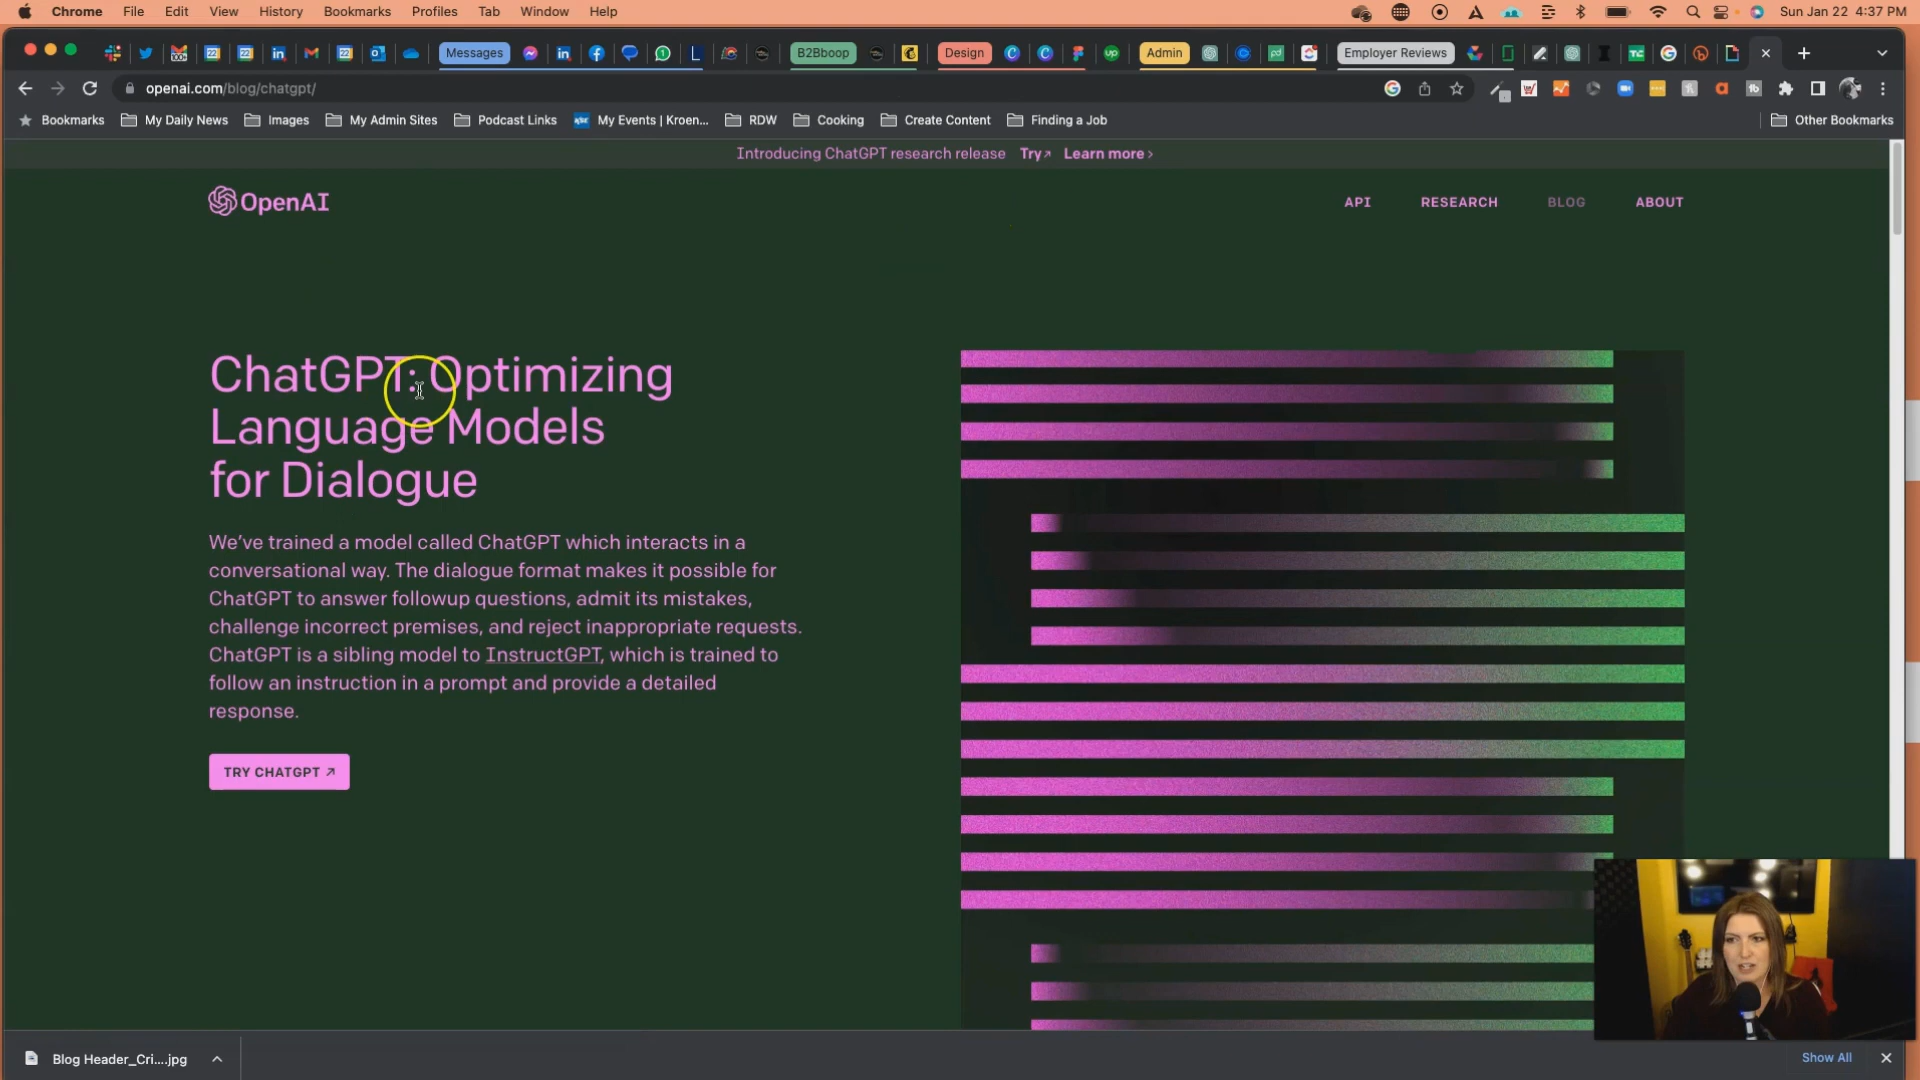 Chrome File Edit View History Bookmarks Profiles Tab Window Help Sun Jan 22 4:37 PM
Messages B2Bboop Design Admin Employer Reviews
openai.com/blog/chatgpt/
Bookmarks My Daily News Images My Admin Sites Podcast Links My Events | Kroen... RDW Cooking Create Content Finding a Job Other Bookmarks
Introducing ChatGPT research release Try↗ Learn more ›
OpenAI API RESEARCH BLOG ABOUT
ChatGPT: Optimizing
Language Models
for Dialogue
We've trained a model called ChatGPT which interacts in a
conversational way. The dialogue format makes it possible for
ChatGPT to answer followup questions, admit its mistakes,
challenge incorrect premises, and reject inappropriate requests.
ChatGPT is a sibling model to InstructGPT, which is trained to
follow an instruction in a prompt and provide a detailed
response.
TRY CHATGPT ↗
Blog Header_Cri....jpg Show All